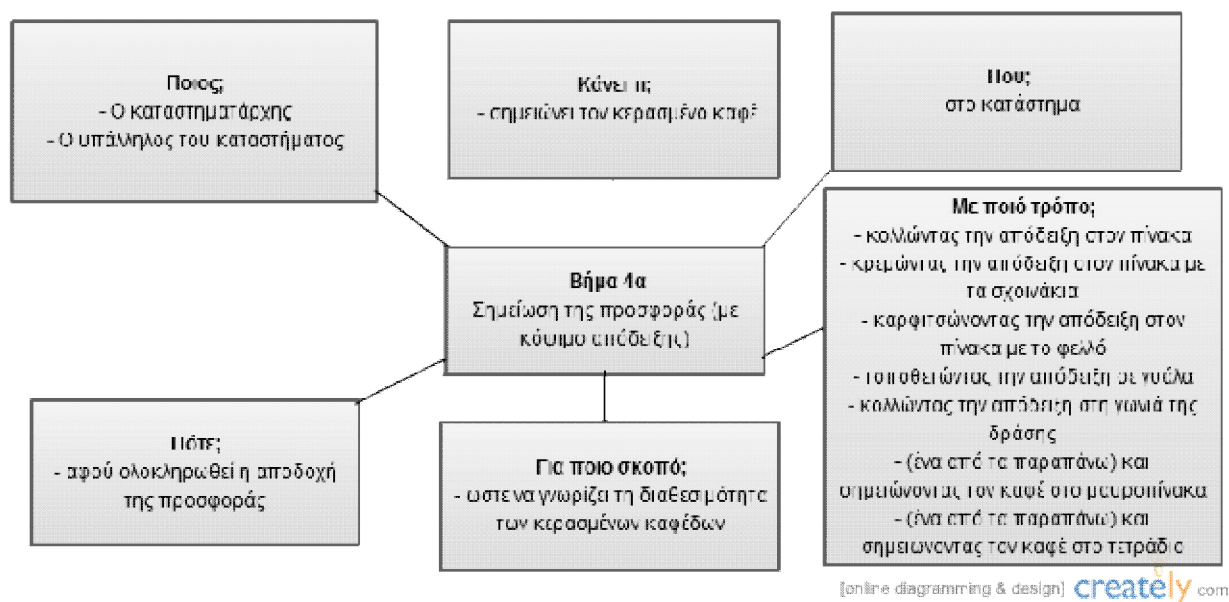 Ποιος;
- Ο καταστηματάρχης
- Ο υπάλληλος του καταστήματος
Κάνει τι;
- σημειώνει τον κερασμένο καφέ
Που;
στο κατάστημα
Με ποιό τρόπο;
- κολλώντας την απόδειξη στον πίνακα
- κρεμώντας την απόδειξη στον πίνακα με
τα σχοινάκια
- καρφιτσώνοντας την απόδειξη στον
πίνακα με το φελλό
- τοποθετώντας την απόδειξη σε γυάλα
- κολλώντας την απόδειξη στη γωνιά της
δράσης
- (ένα από τα παραπάνω) και
σημειώνοντας τον καφέ στο μαυροπίνακα
- (ένα από τα παραπάνω) και
σημειωνοντας τον καφέ στο τετράδιο
Βήμα 4α
Σημείωση της προσφοράς (με
κόψιμο απόδειξης)
Πότε;
- αφού ολοκληρωθεί η αποδοχή
της προσφοράς
Για ποιο σκοπό;
- ωστε να γνωρίζει τη διαθεσιμότητα
των κερασμένων καφέδων
[online diagramming & design] creately.com